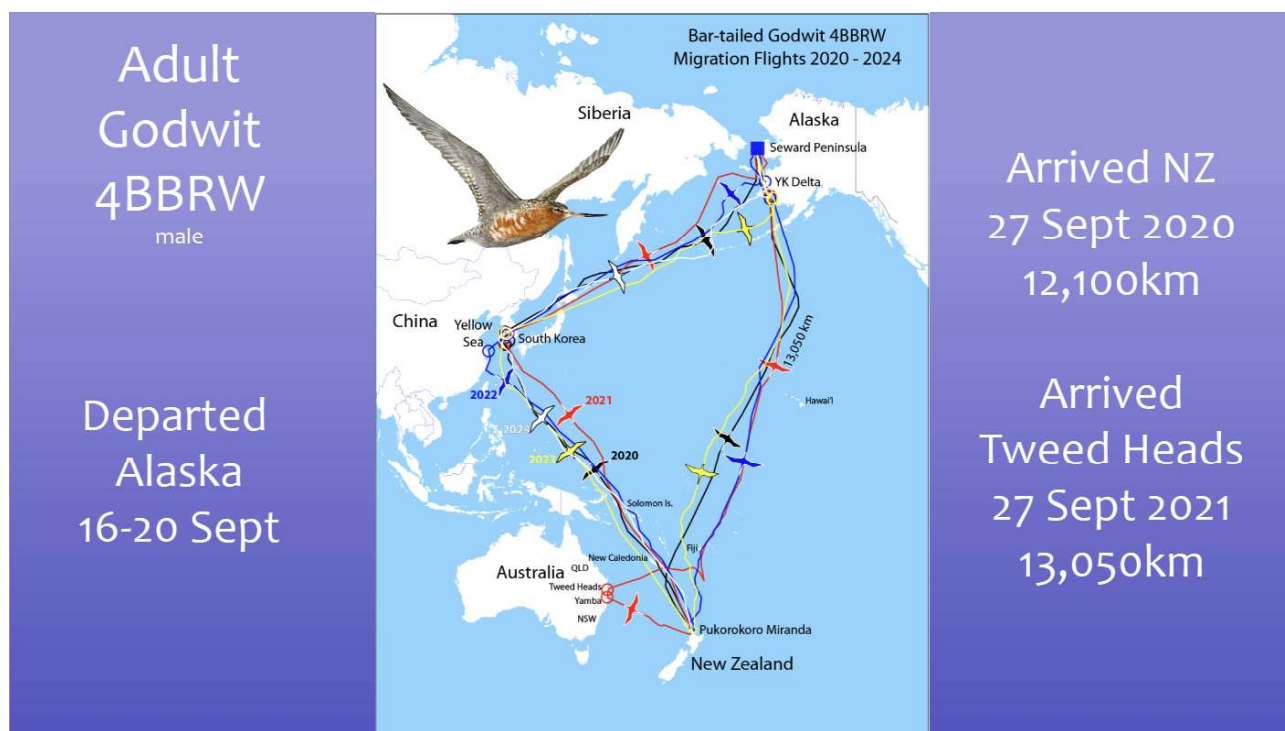 Adult
Godwit
4BBRW
male
Departed
Alaska
16-20 Sept
Bar-tailed Godwit 4BBRW
Migration Flights 2020 - 2024
Siberia
Alaska
Seward Peninsula
YK Delta
China
Yellow
Sea
South Korea
13,050 km
Hawai'i
2022
2021
2024
2023
2020
Solomon Is.
Fiji
New Caledonia
Australia
QLD
Tweed Heads
Yamba
NSW
Pukorokoro Miranda
New Zealand
Arrived NZ
27 Sept 2020
12,100km
Arrived
Tweed Heads
27 Sept 2021
13,050km